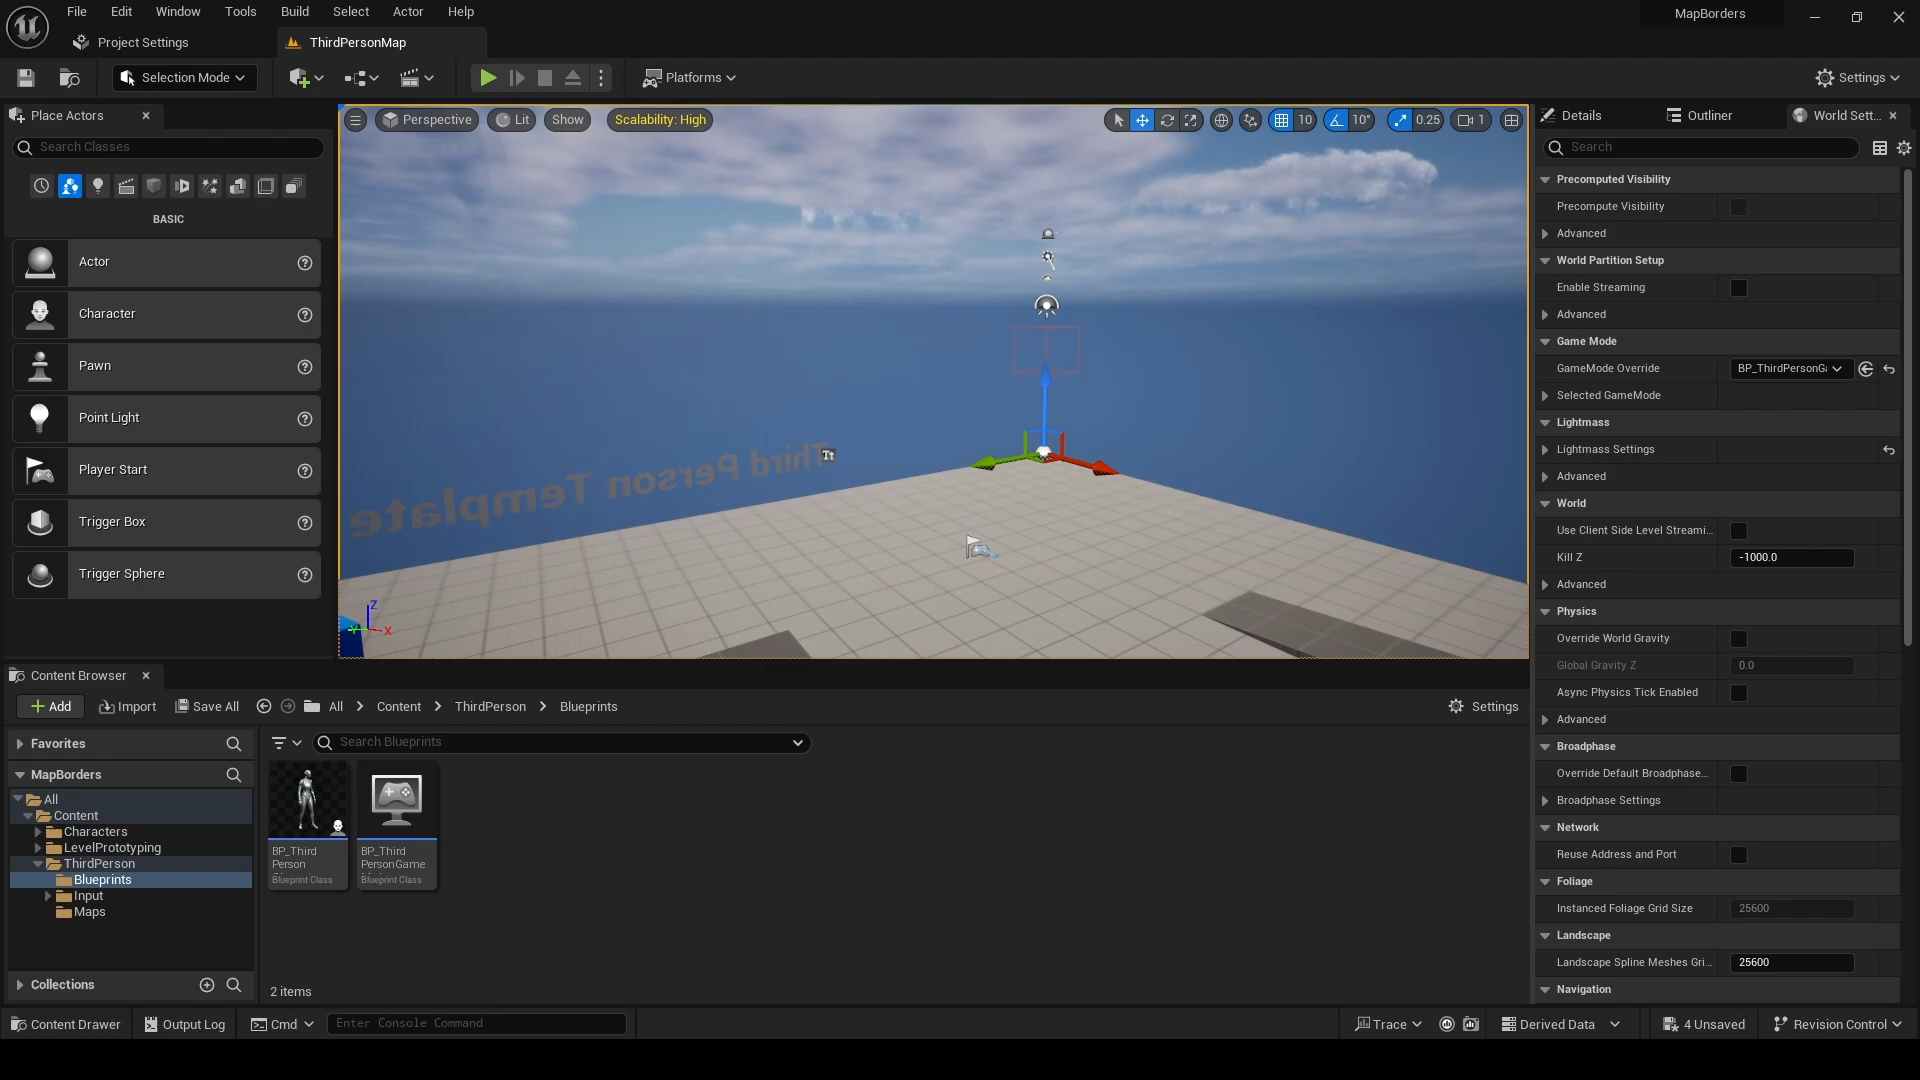 File Edit Window Tools Build Select Actor Help
MapBorders
Project Settings
ThirdPersonMap
Selection Mode
Platforms
Settings
Place Actors
Search Classes
BASIC
Actor
Character
Pawn
Point Light
Player Start
Trigger Box
Trigger Sphere
Perspective
Lit
Show
Scalability: High
10
10°
0.25
1
Third Person Template
Tt
Z
Y
X
Details
Outliner
World Sett...
Search
Precomputed Visibility
Precompute Visibility
Advanced
World Partition Setup
Enable Streaming
Advanced
Game Mode
GameMode Override BP_ThirdPersonGa
Selected GameMode
Lightmass
Lightmass Settings
Advanced
World
Use Client Side Level Streami...
Kill Z -1000.0
Advanced
Physics
Override World Gravity
Global Gravity Z 0.0
Async Physics Tick Enabled
Advanced
Broadphase
Override Default Broadphase...
Broadphase Settings
Network
Reuse Address and Port
Foliage
Instanced Foliage Grid Size 25600
Landscape
Landscape Spline Meshes Gri... 25600
Navigation
Content Browser
Add
Import
Save All
All
Content
ThirdPerson
Blueprints
Settings
Favorites
MapBorders
All
Content
Characters
LevelPrototyping
ThirdPerson
Blueprints
Input
Maps
Collections
Search Blueprints
BP_Third
Person
Blueprint Class
BP_Third
PersonGame
Blueprint Class
2 items
Content Drawer
Output Log
Cmd
Enter Console Command
Trace
Derived Data
4 Unsaved
Revision Control